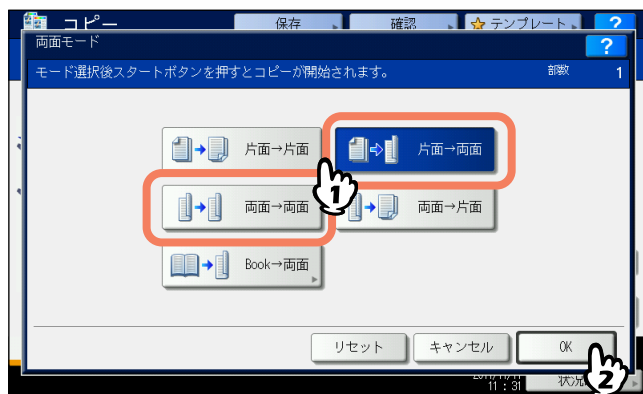 コピー 保存 確認 テンプレート ?
両面モード ?
モード選択後スタートボタンを押すとコピーが開始されます。 部数 1
片面→片面 片面→両面
1
両面→両面 両面→片面
Book→両面
リセット キャンセル OK
2
11:31